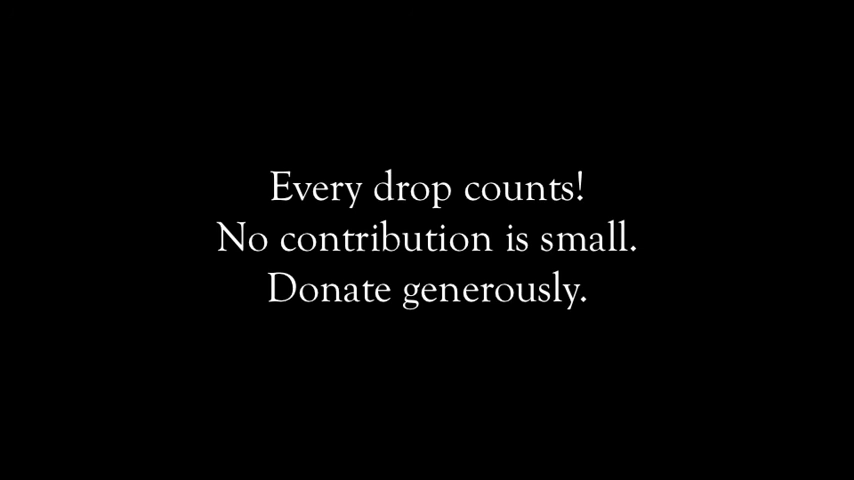 Every drop counts!
No contribution is small.
Donate generously.